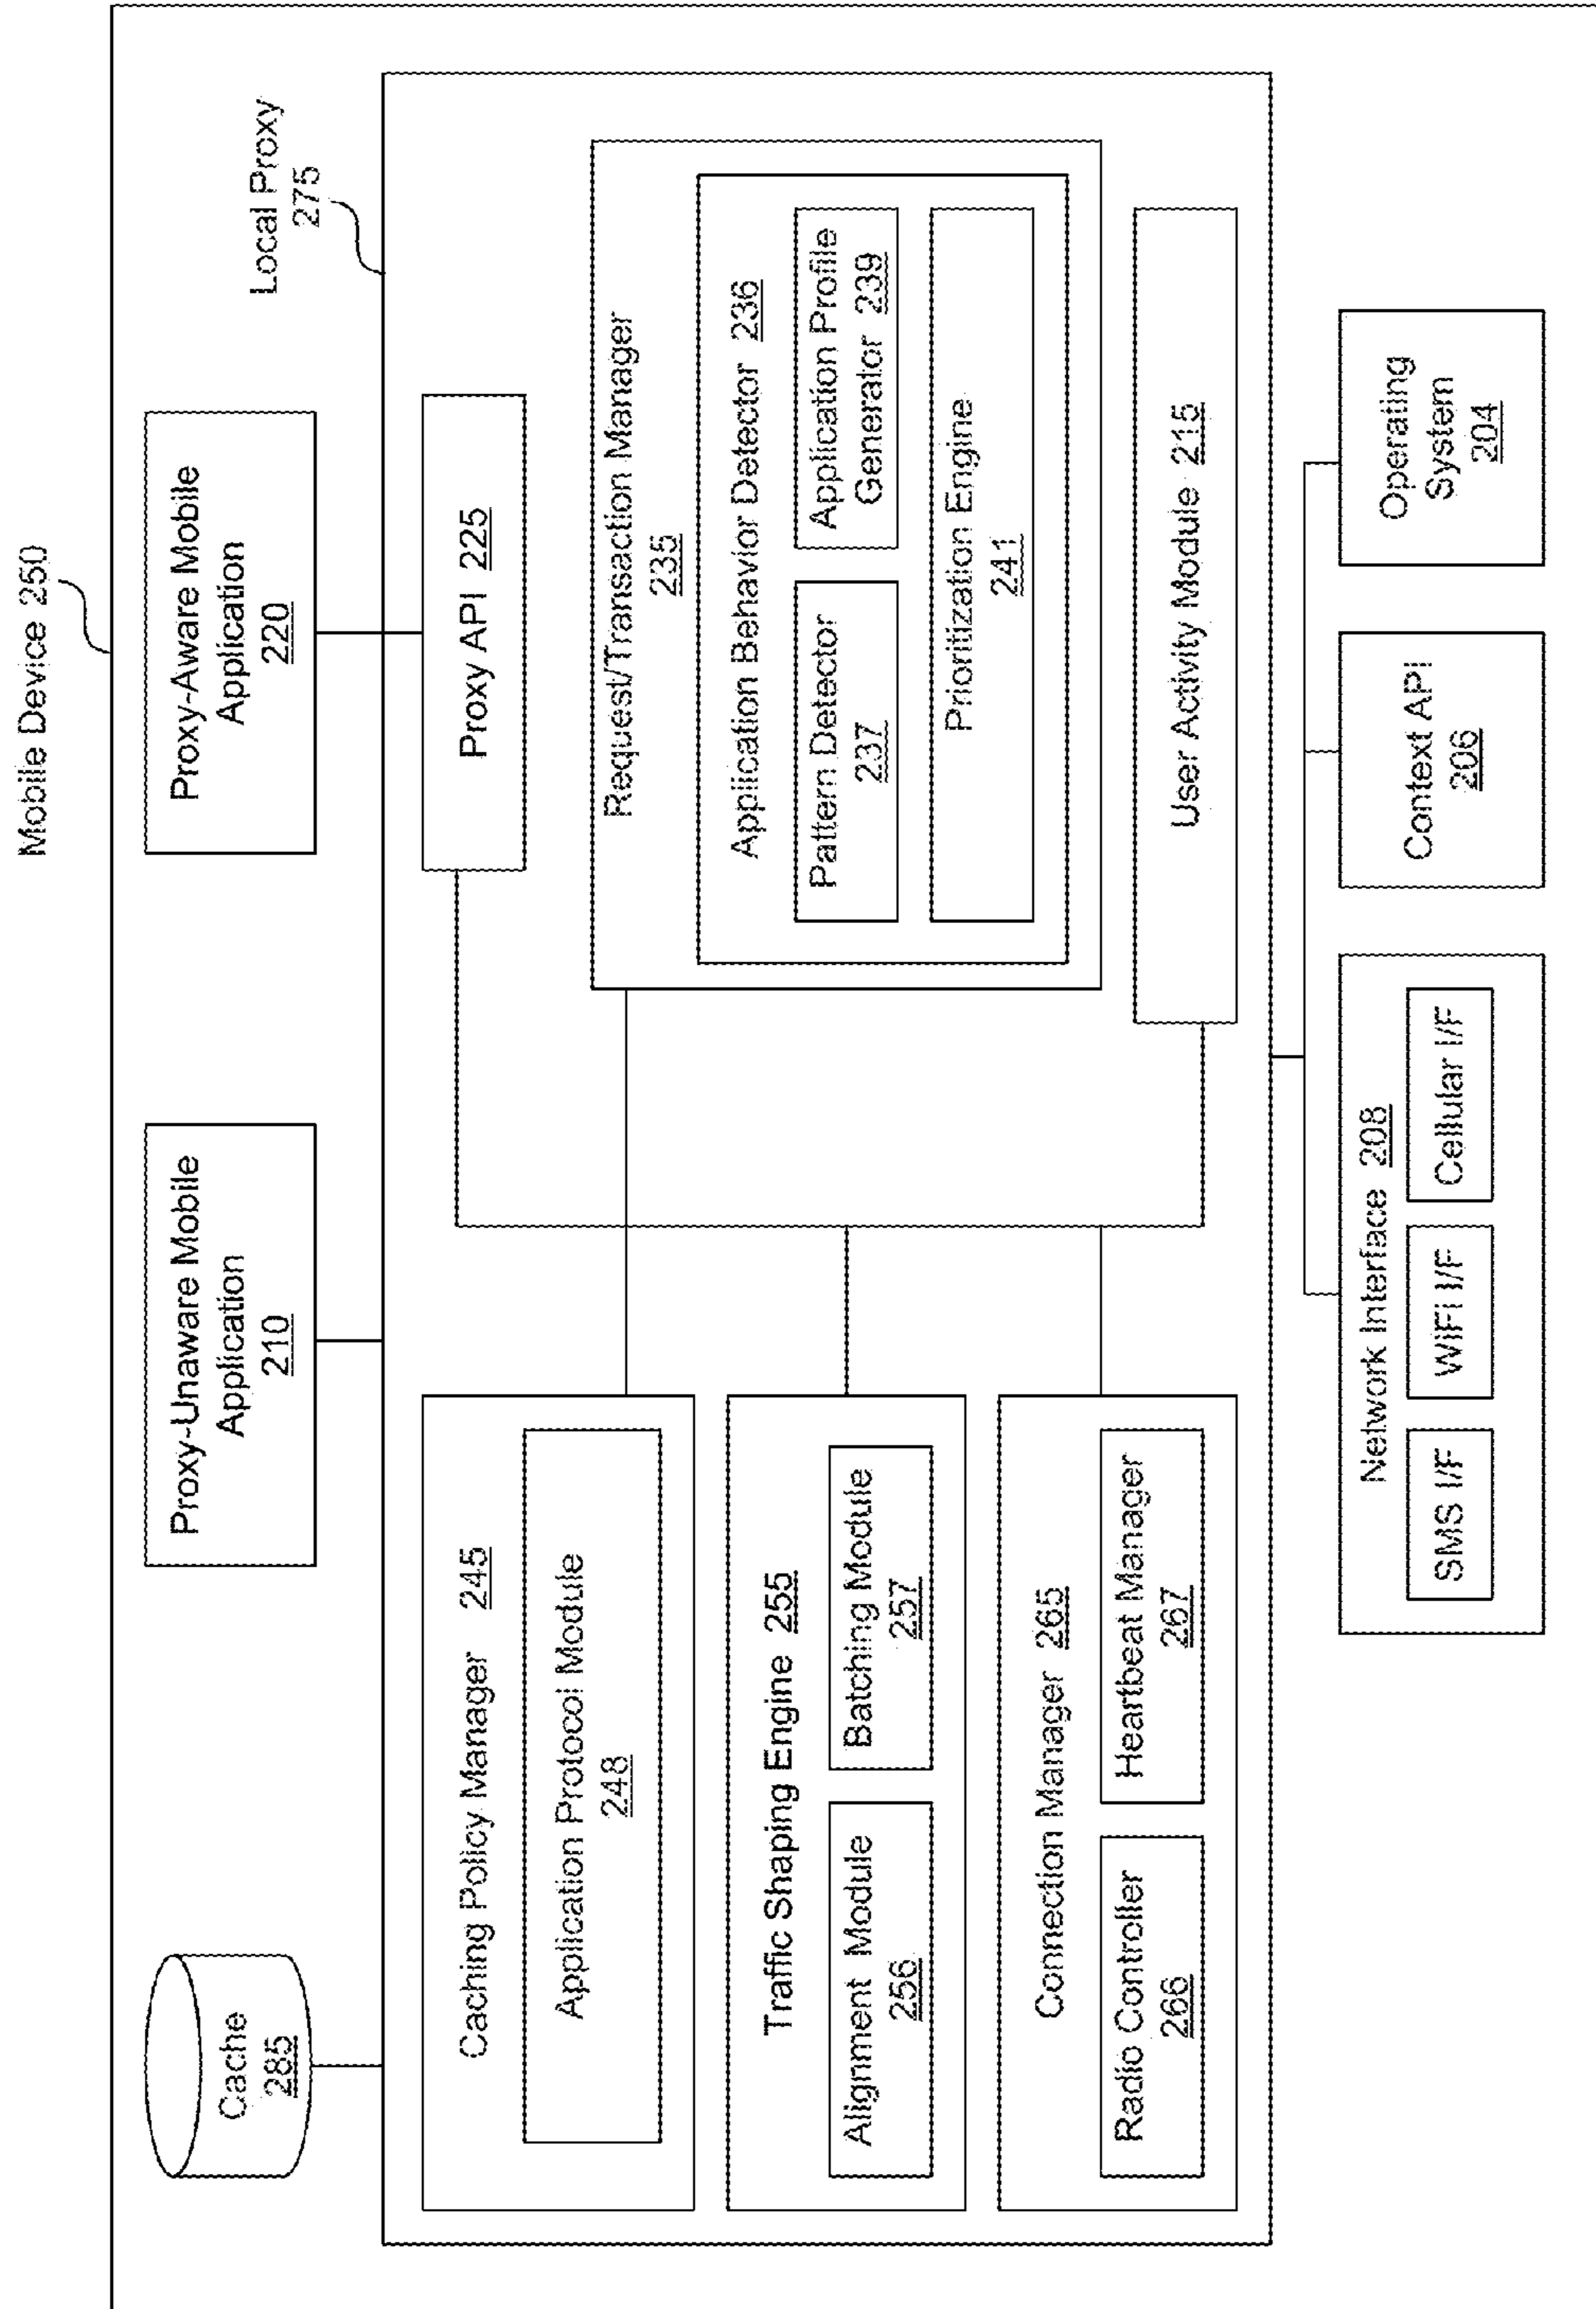 Mobile Device 250
Local Proxy
275
Cache
285
Proxy-Unaware Mobile
Application
210
Proxy-Aware Mobile
Application
220
Proxy API 225
Caching Policy Manager 245
Application Protocol Module
248
Request/Transaction Manager
235
Application Behavior Detector 236
Pattern Detector
237
Application Profile
Generator 239
Prioritization Engine
241
Traffic Shaping Engine 255
Alignment Module
256
Batching Module
257
Connection Manager 265
Radio Controller
266
Heartbeat Manager
267
User Activity Module 215
Network Interface 208
SMS I/F
WiFi I/F
Cellular I/F
Context API
206
Operating
System
204